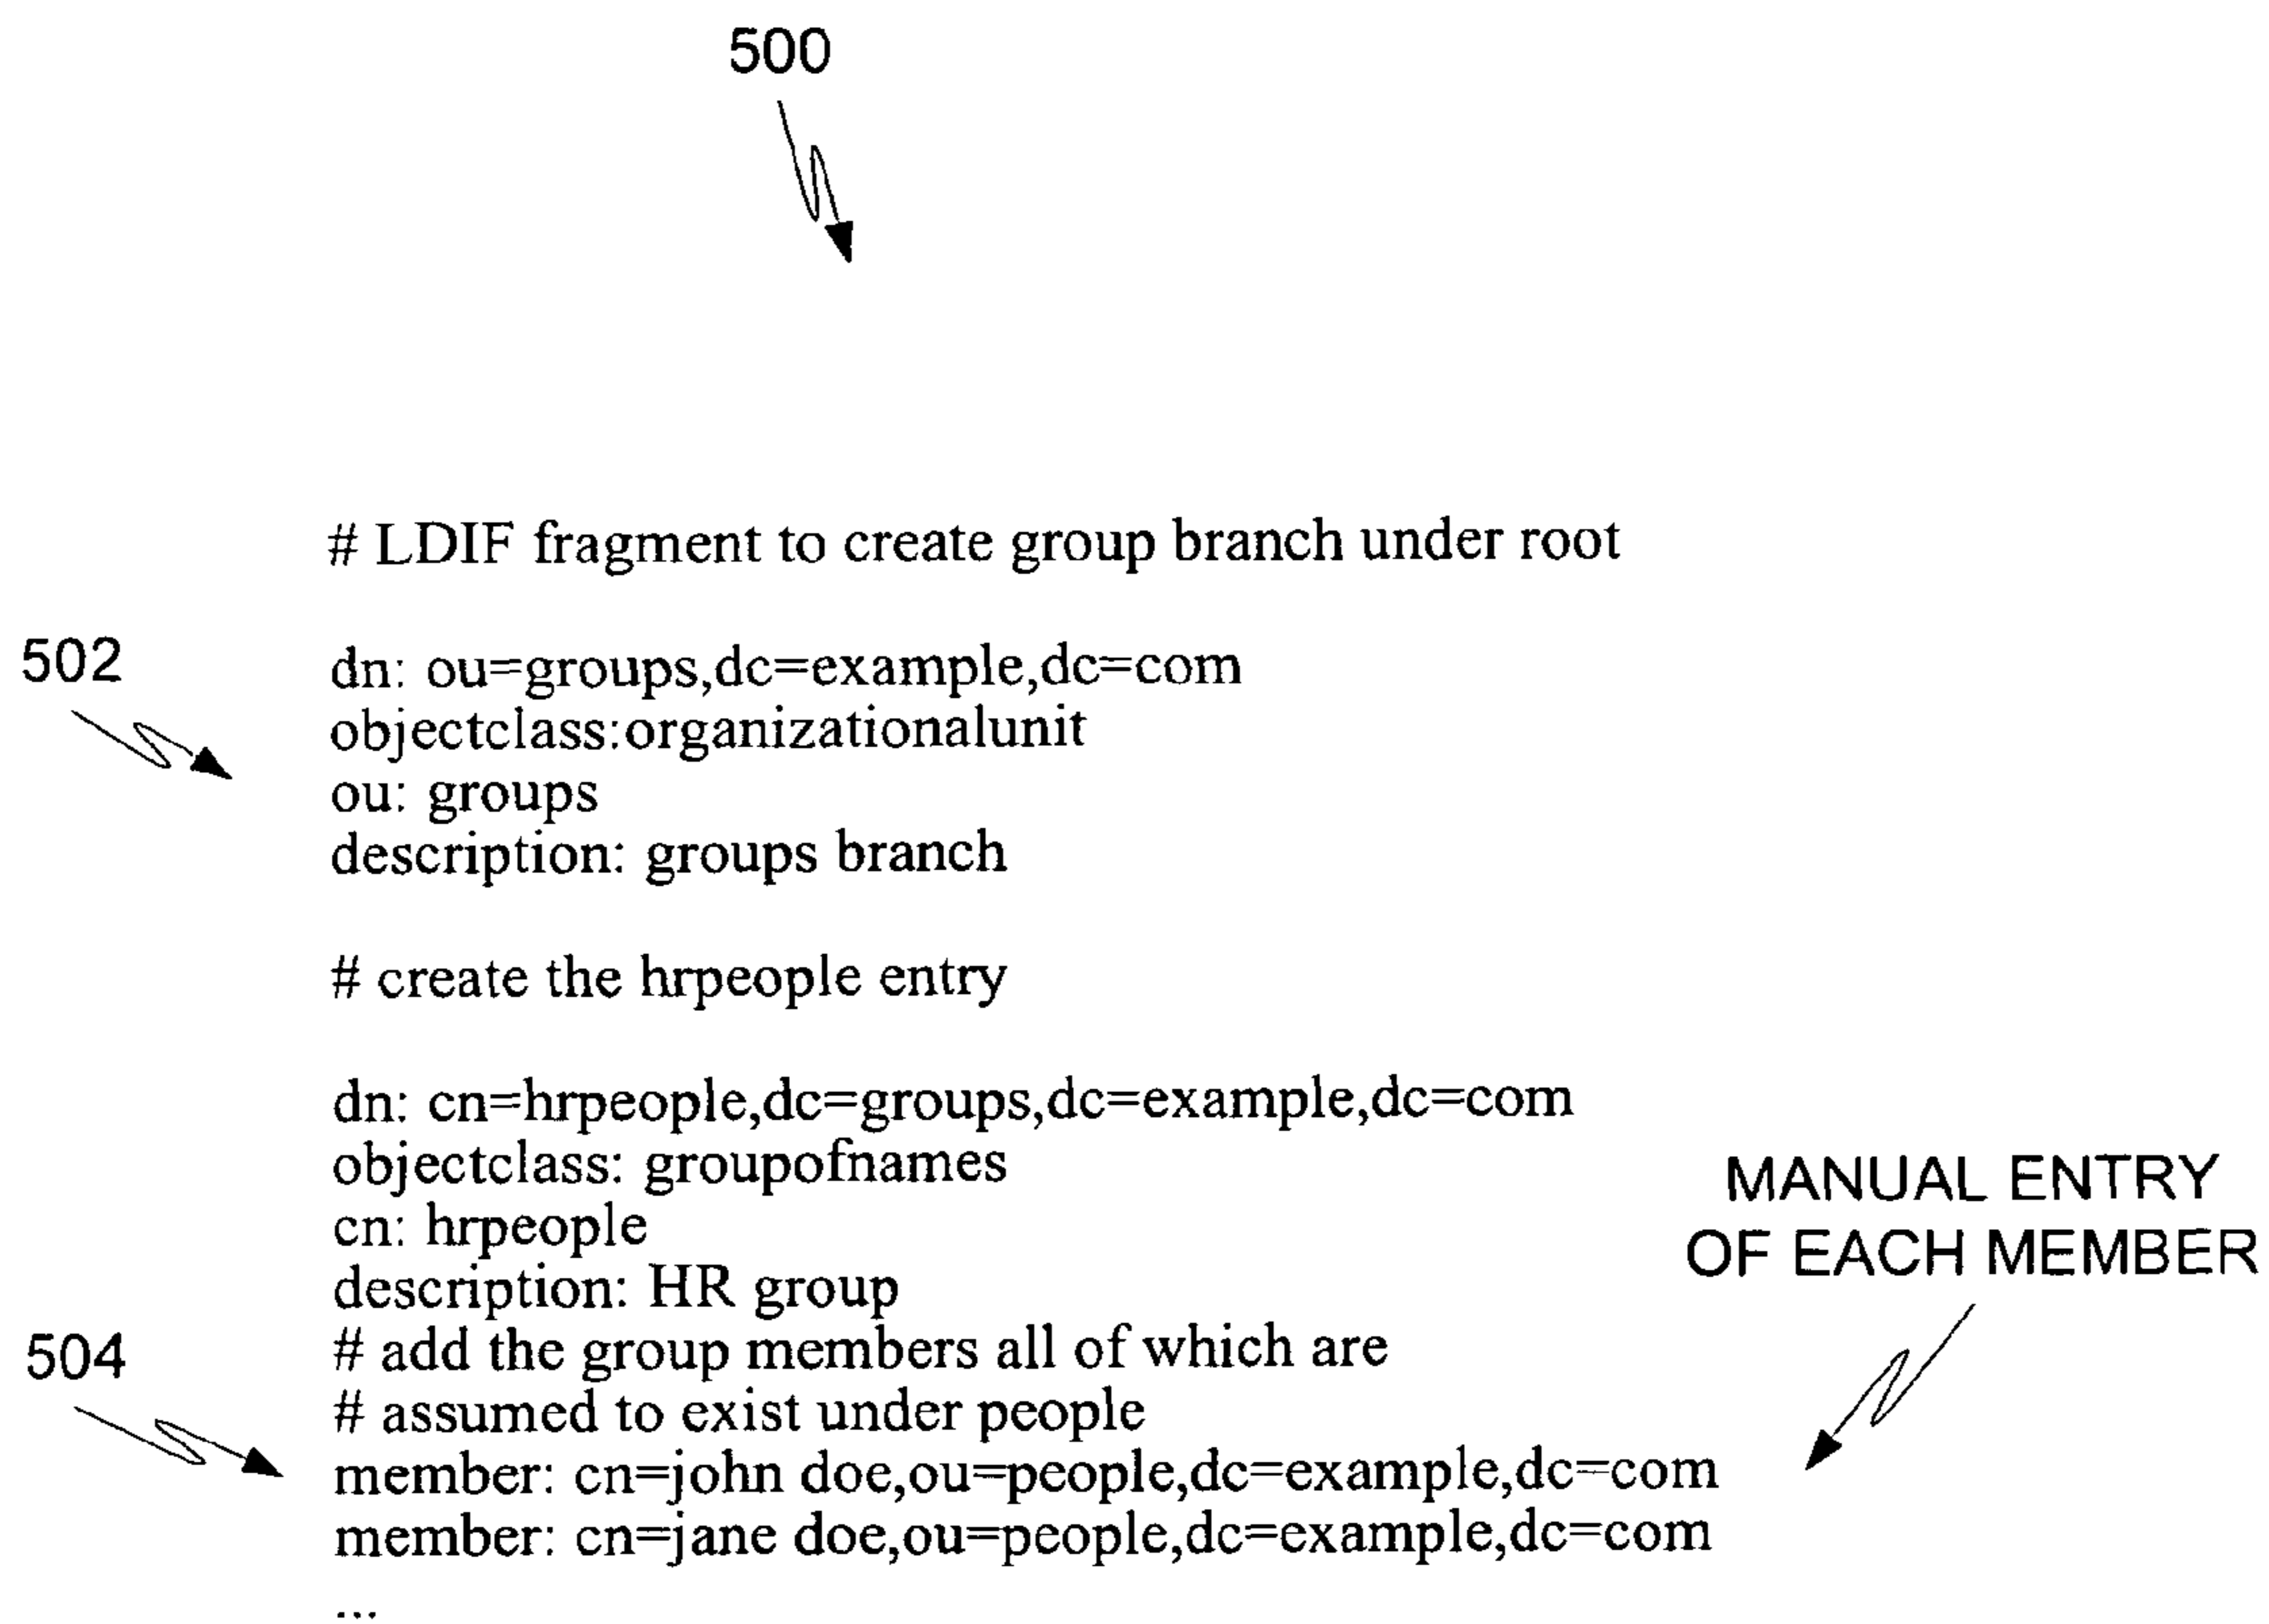 500
# LDIF fragment to create group branch under root
502
dn: ou=groups,dc=example,dc=com
objectclass:organizationalunit
ou: groups
description: groups branch
# create the hrpeople entry
dn: cn=hrpeople,dc=groups,dc=example,dc=com
objectclass: groupofnames
cn: hrpeople
description: HR group
MANUAL ENTRY
OF EACH MEMBER
504
# add the group members all of which are
# assumed to exist under people
member: cn=john doe,ou=people,dc=example,dc=com
member: cn=jane doe,ou=people,dc=example,dc=com
...